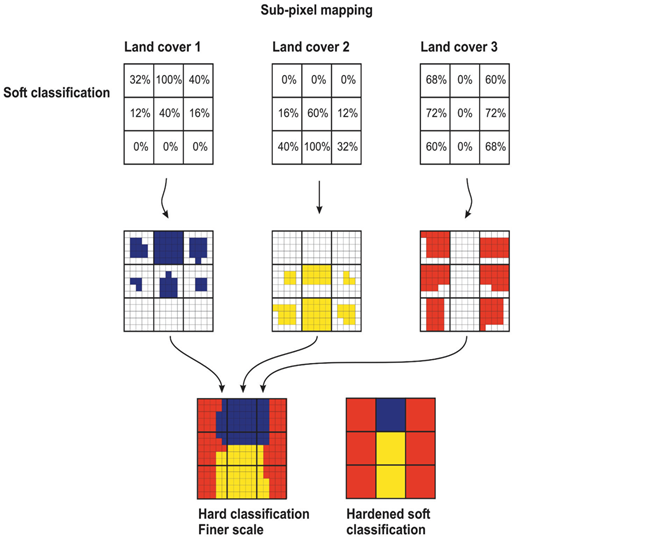 Sub-pixel mapping
Land cover 1 Land cover 2 Land cover 3
Soft classification
32% 100% 40% 0% 0% 0% 68% 0% 60%
12% 40% 16% 16% 60% 12% 72% 0% 72%
0% 0% 0% 40% 100% 32% 60% 0% 68%
Hard classification
Finer scale
Hardened soft
classification